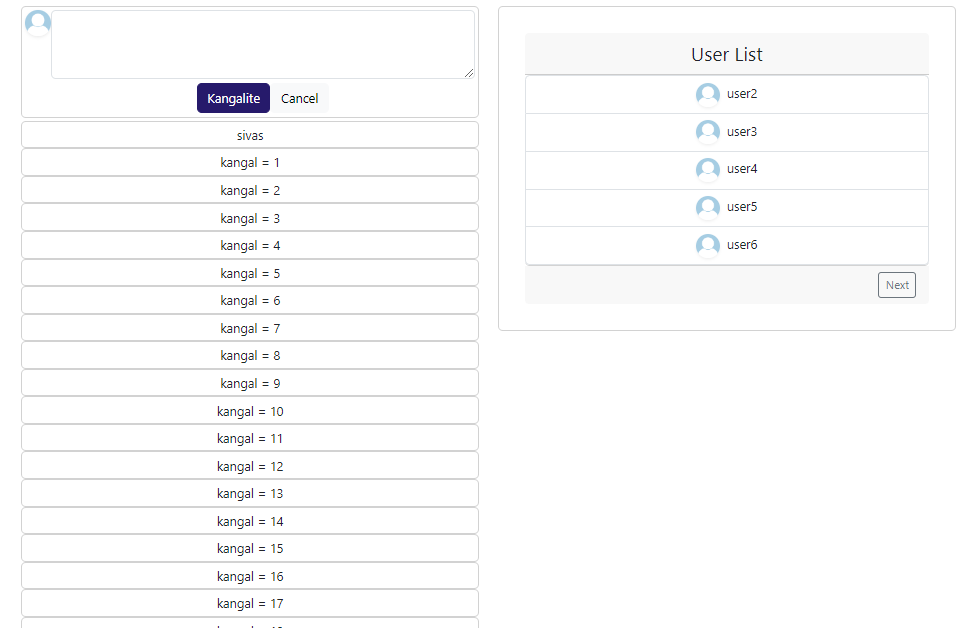 Kangalite Cancel
sivas
kangal = 1
kangal = 2
kangal = 3
kangal = 4
kangal = 5
kangal = 6
kangal = 7
kangal = 8
kangal = 9
kangal = 10
kangal = 11
kangal = 12
kangal = 13
kangal = 14
kangal = 15
kangal = 16
kangal = 17
User List
user2
user3
user4
user5
user6
Next